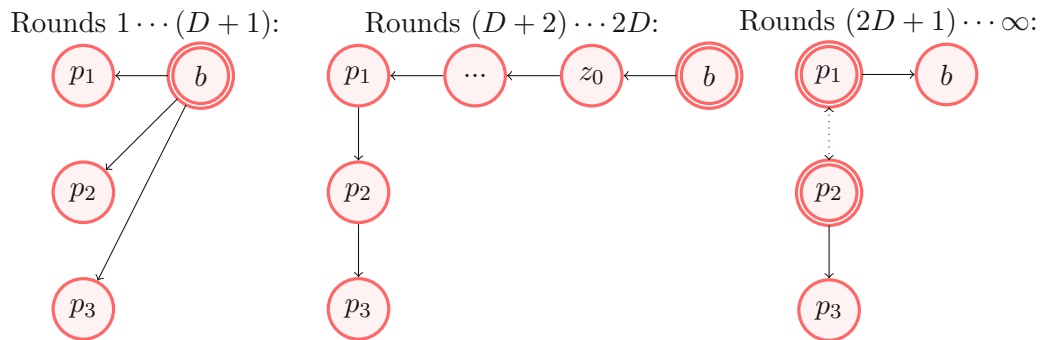 Rounds 1 ⋯ (D + 1):
Rounds (D + 2) ⋯ 2D:
Rounds (2D + 1) ⋯ ∞:
p₁ b
p₁ ... z₀ b
p₁ b
p₂
p₂
p₂
p₃
p₃
p₃